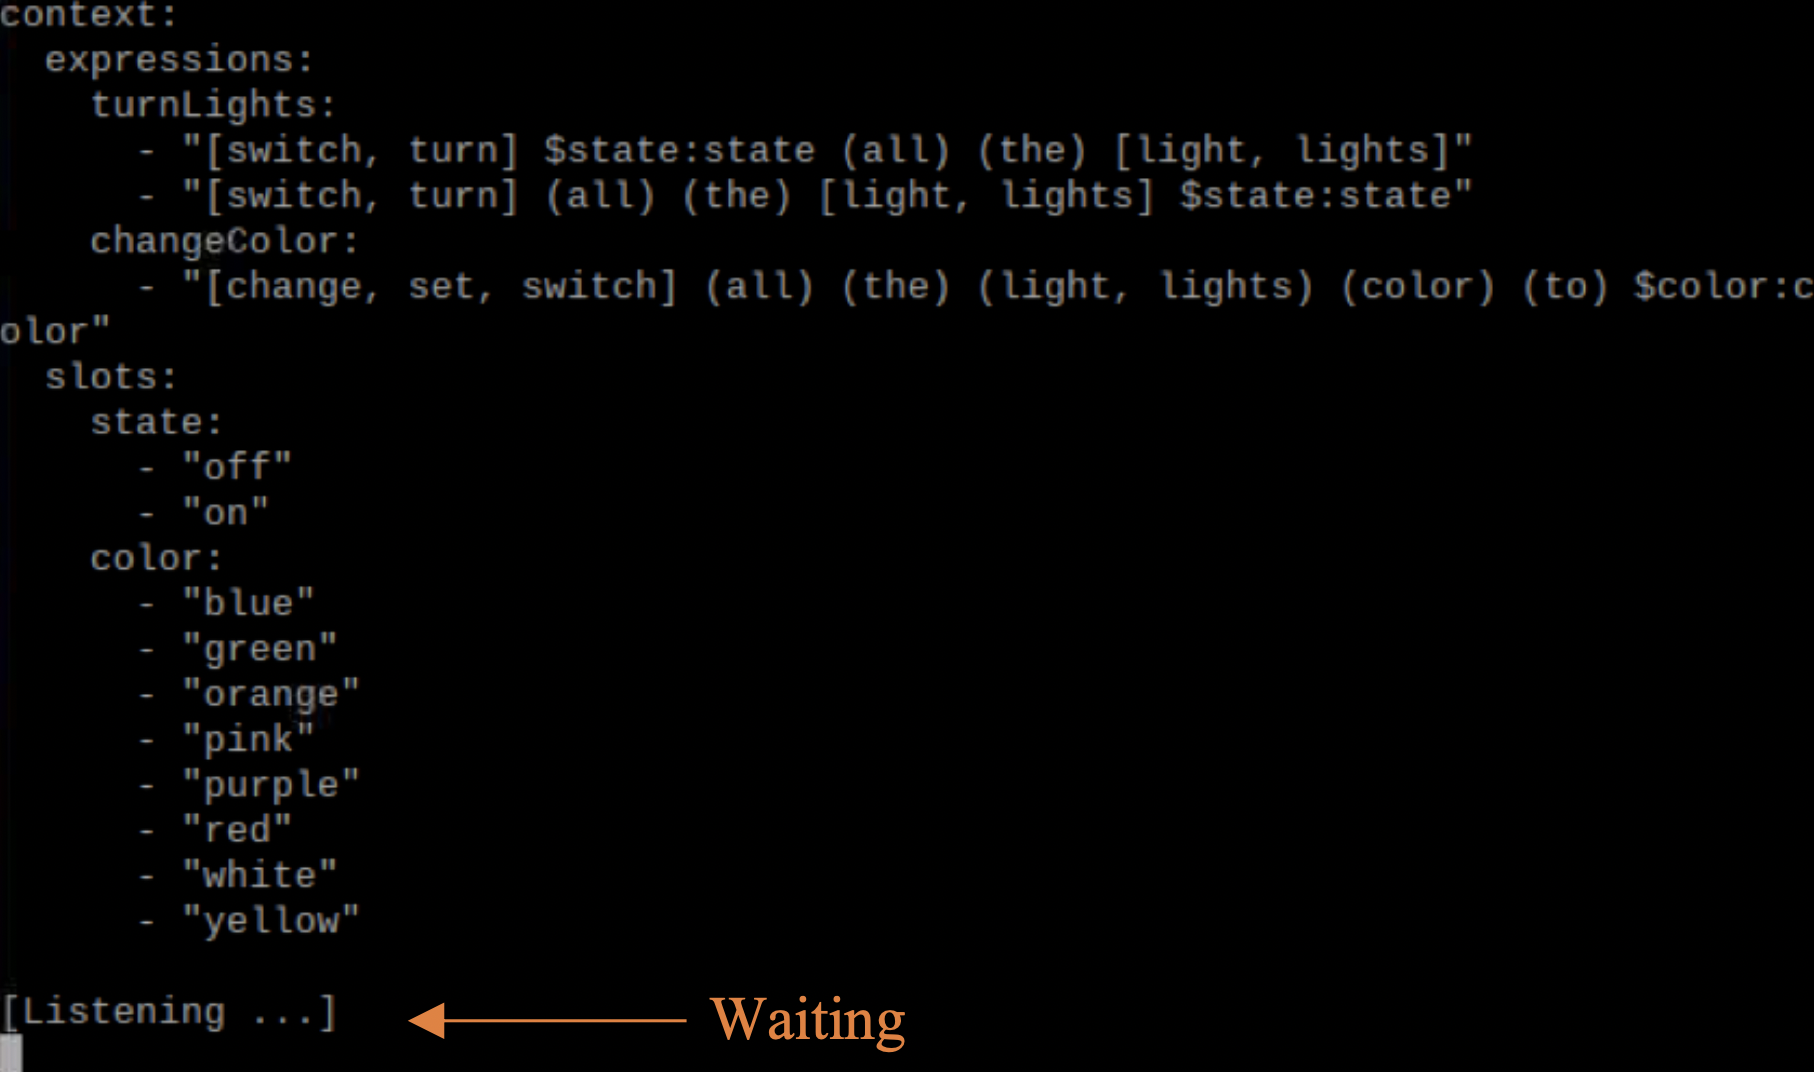 context:
  expressions:
    turnLights:
      - "[switch, turn] $state:state (all) (the) [light, lights]"
      - "[switch, turn] (all) (the) [light, lights] $state:state"
    changeColor:
      - "[change, set, switch] (all) (the) (light, lights) (color) (to) $color:c
olor"
  slots:
    state:
      - "off"
      - "on"
    color:
      - "blue"
      - "green"
      - "orange"
      - "pink"
      - "purple"
      - "red"
      - "white"
      - "yellow"
[Listening ...]
Waiting